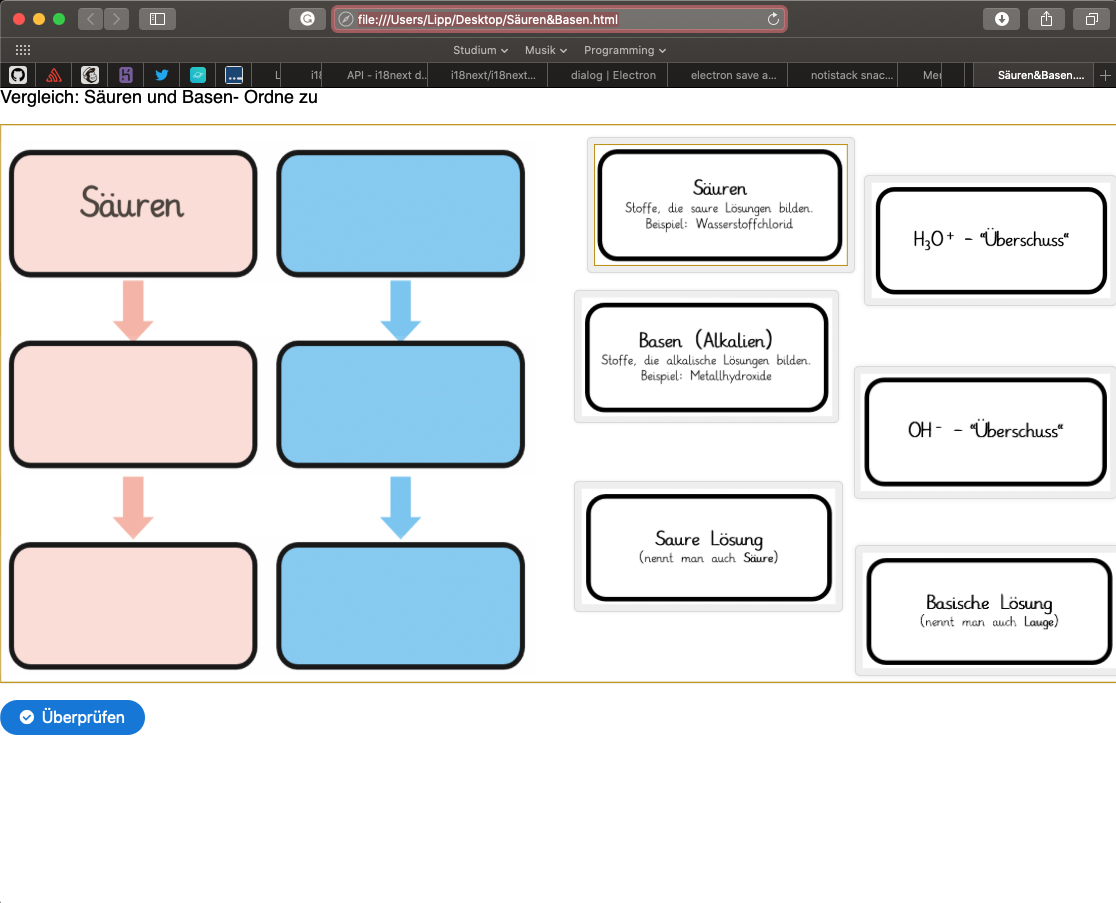 file:///Users/Lipp/Desktop/Säuren&Basen.html
Studium
Musik
Programming
API - i18next d...
i18next/i18next...
dialog | Electron
electron save a...
notistack snac...
Säuren&Basen....
Vergleich: Säuren und Basen- Ordne zu
Säuren
Säuren
Stoffe, die saure Lösungen bilden.
Beispiel: Wasserstoffchlorid
H₃O⁺ - "Überschuss"
Basen (Alkalien)
Stoffe, die alkalische Lösungen bilden.
Beispiel: Metallhydroxide
OH⁻ - "Überschuss"
Saure Lösung
(nennt man auch Säure)
Basische Lösung
(nennt man auch Lauge)
Überprüfen